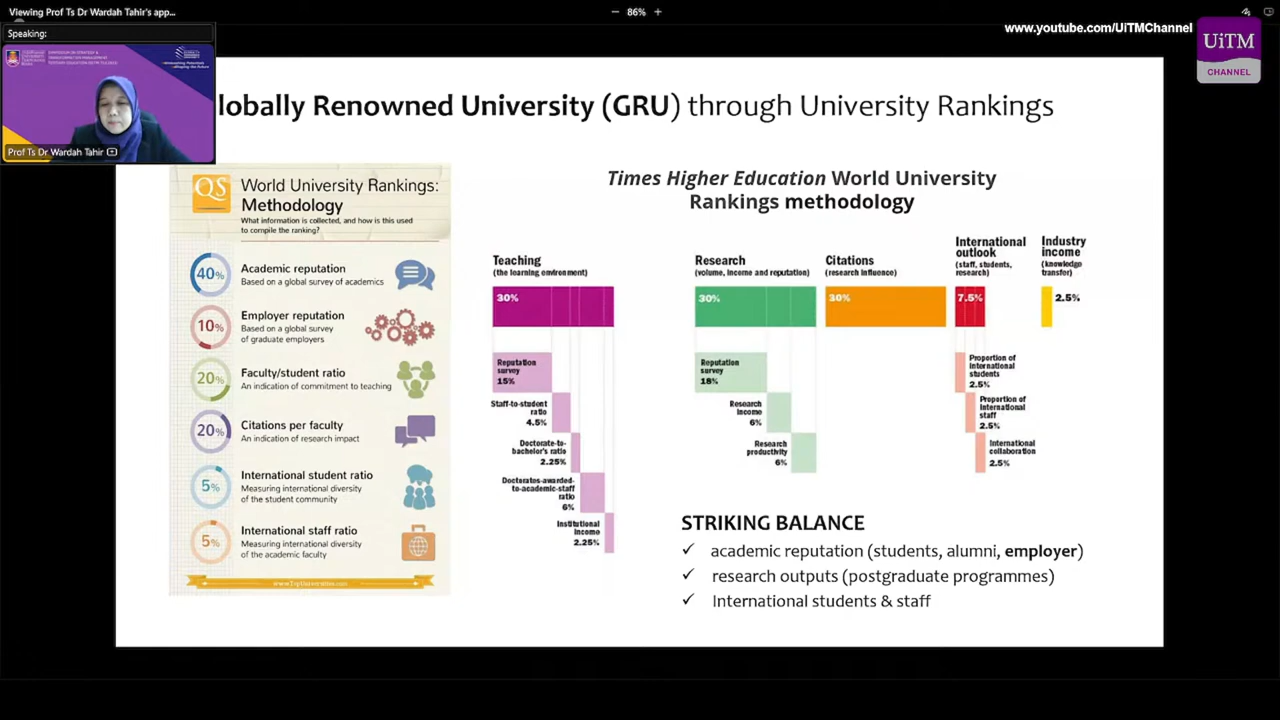 Viewing Prof Ts Dr Wardah Tahir's app...
86%
Speaking:
Prof Ts Dr Wardah Tahir
www.youtube.com/UiTMChannel
UiTM
CHANNEL
lobally Renowned University (GRU) through University Rankings
QS
World University Rankings:
Methodology
What information is collected, and how is this used
to compile the ranking?
40%
Academic reputation
Based on a global survey of academics
10%
Employer reputation
Based on a global survey
of graduate employers
20%
Faculty/student ratio
An indication of commitment to teaching
20%
Citations per faculty
An indication of research impact
5%
International student ratio
Measuring international diversity
of the student community
5%
International staff ratio
Measuring international diversity
of the academic faculty
www.TopUniversities.com
Times Higher Education World University
Rankings methodology
Teaching
(the learning environment)
30%
Reputation
survey
15%
Staff-to-student
ratio
4.5%
Doctorate-to-
bachelor's ratio
2.25%
Doctorates-awarded-
to-academic-staff
ratio
6%
Institutional
income
2.25%
Research
(volume, income and reputation)
30%
Reputation
survey
18%
Research
income
6%
Research
productivity
6%
Citations
(research influence)
30%
International
outlook
(staff, students,
research)
7.5%
Proportion of
international
students
2.5%
Proportion of
international
staff
2.5%
International
collaboration
2.5%
Industry
income
(knowledge
transfer)
2.5%
STRIKING BALANCE
✓ academic reputation (students, alumni, employer)
✓ research outputs (postgraduate programmes)
✓ International students & staff